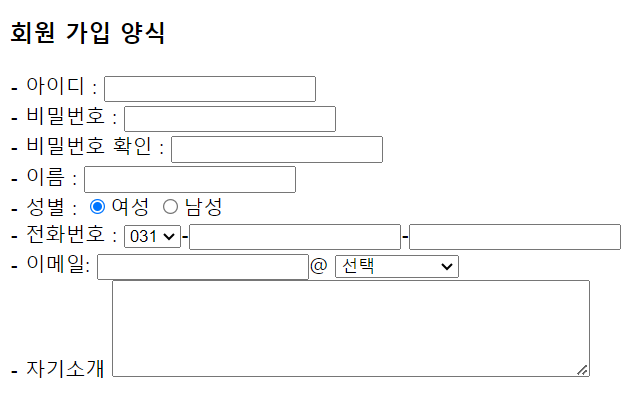 회원 가입 양식
- 아이디 :
- 비밀번호 :
- 비밀번호 확인 :
- 이름 :
- 성별 : 여성 남성
- 전화번호 : 031 - -
- 이메일: @ 선택
- 자기소개